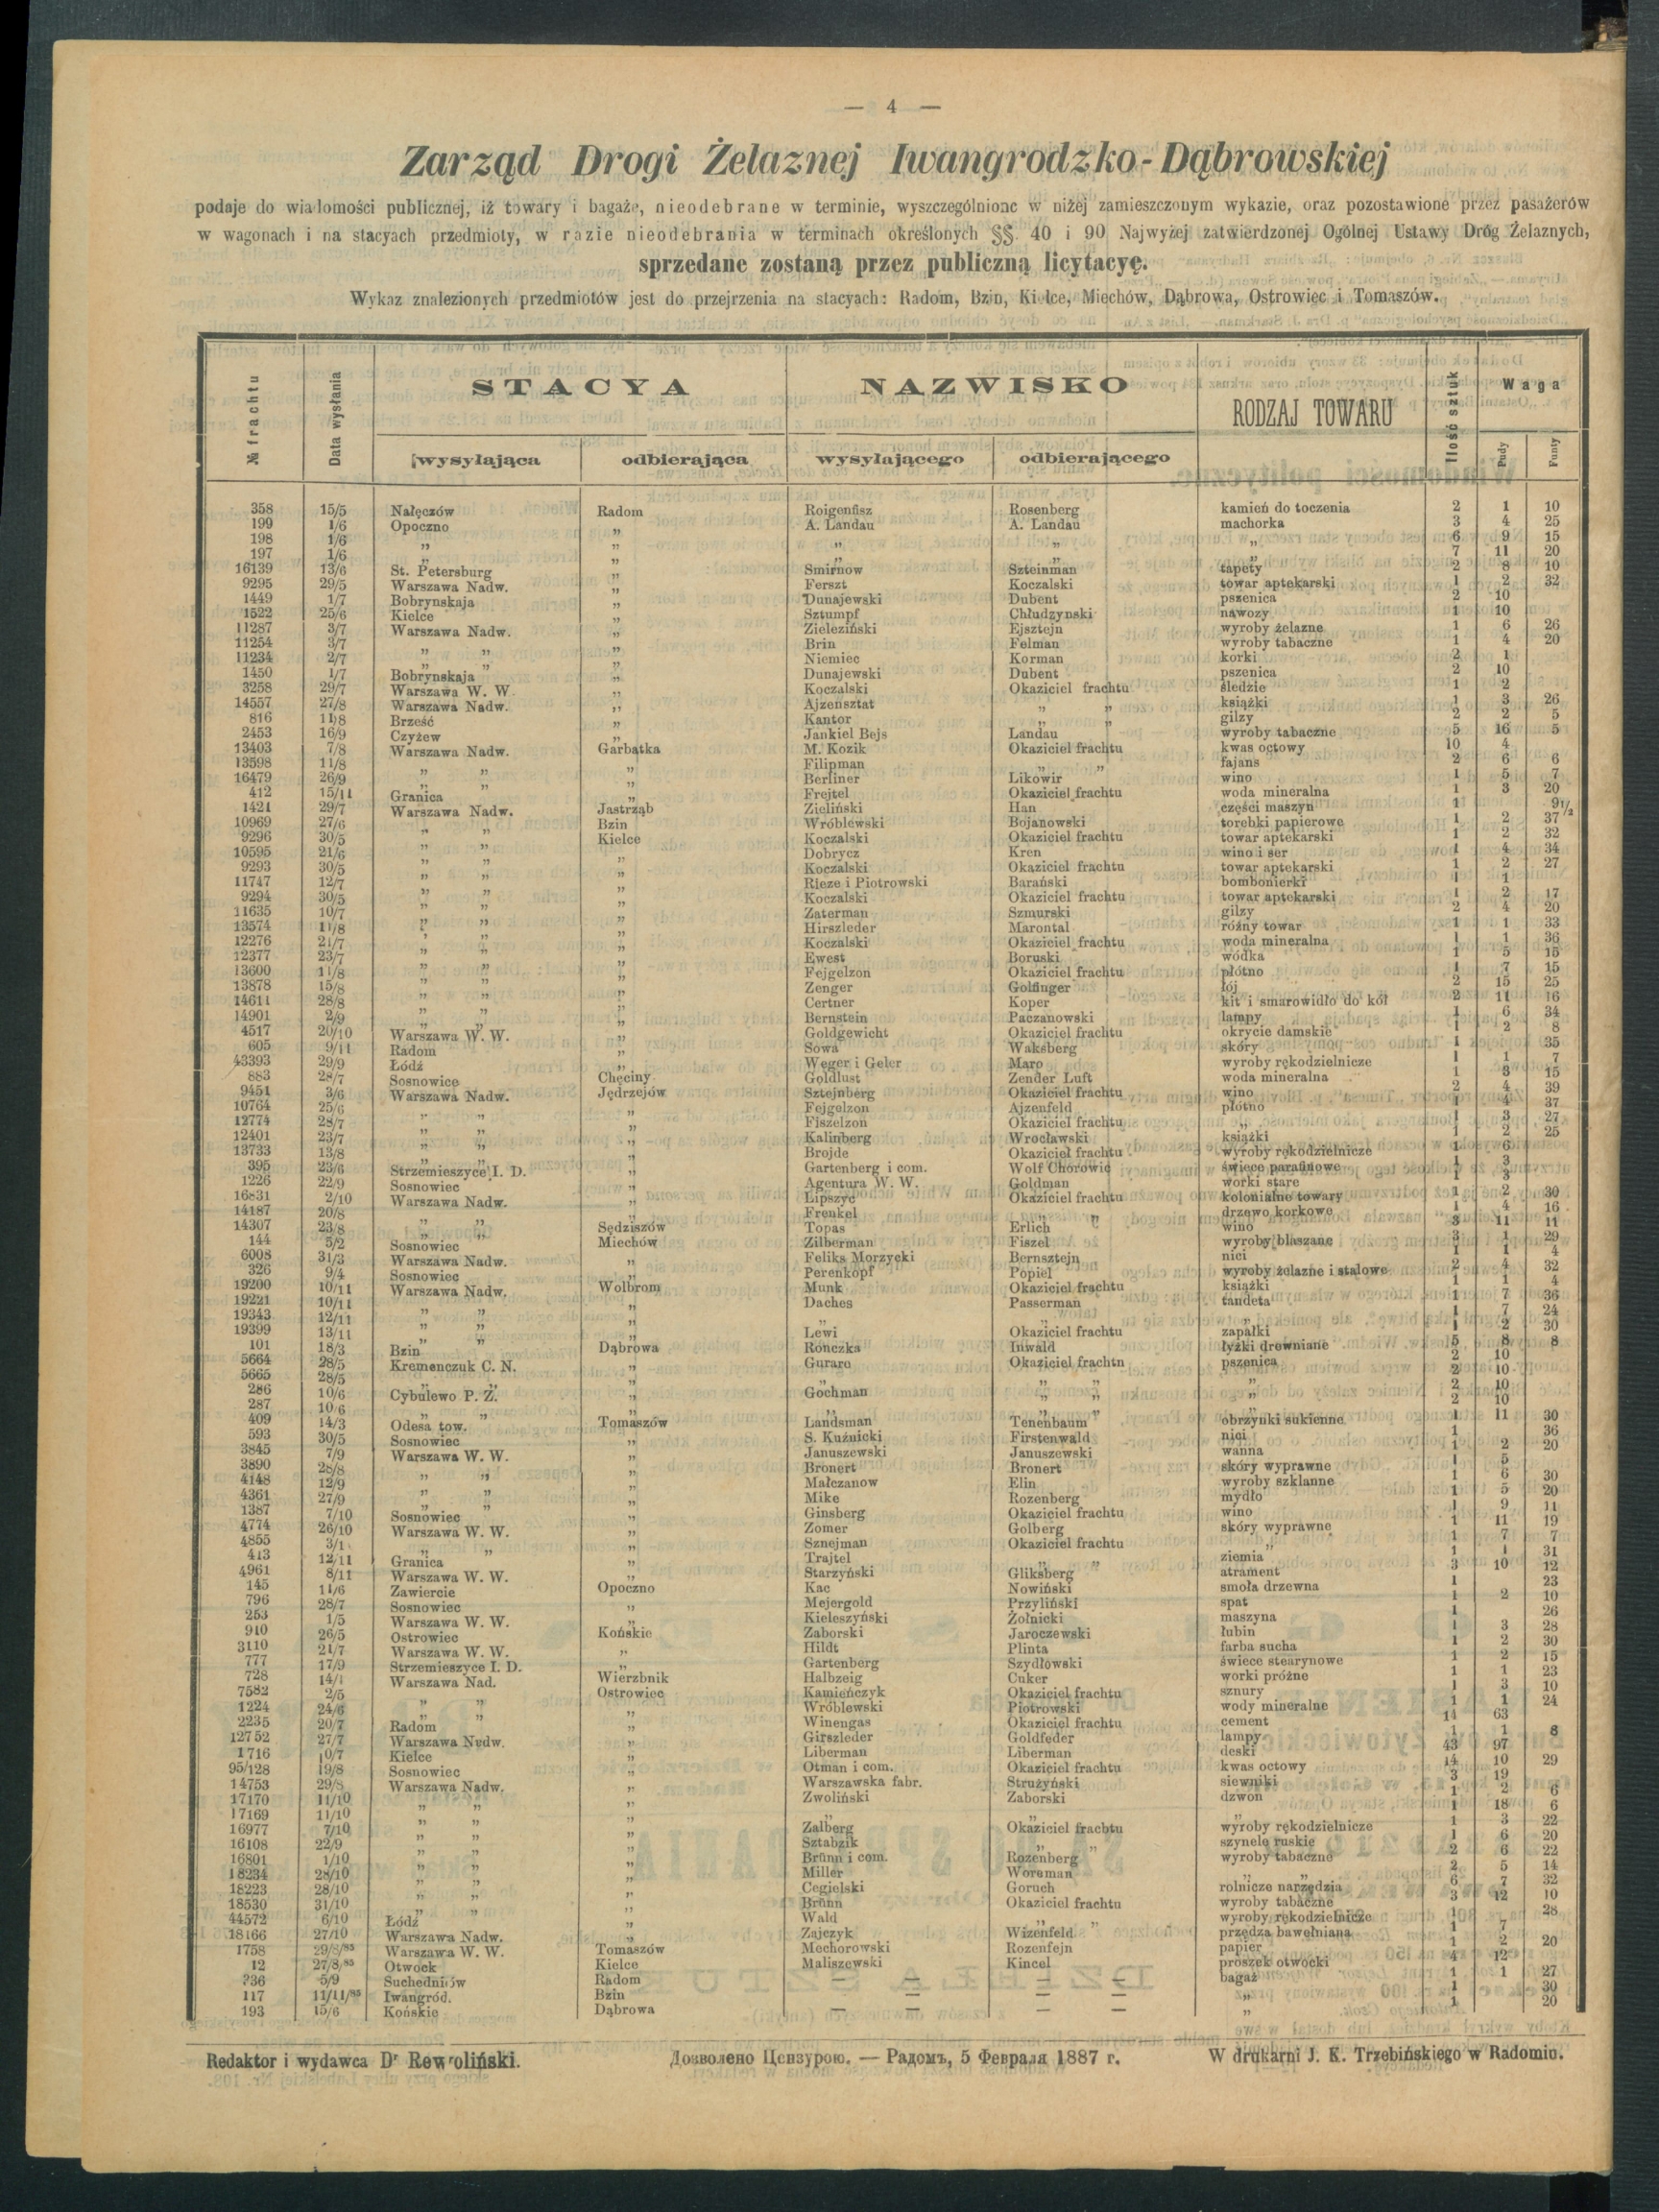 — 4 —
Zarząd Drogi Żelaznej Iwangrodzko-Dąbrowskiej
podaje do wiadomości publicznej, iż towary i bagaże, nieodebrane w terminie, wyszczególnione w niżej zamieszczonym wykazie, oraz pozostawione przez pasażerów
w wagonach i na stacyach przedmioty, w razie nieodebrania w terminach określonych §§ 40 i 90 Najwyżej zatwierdzonej Ogólnej Ustawy Dróg Żelaznych,
sprzedane zostaną przez publiczną licytacyę.
Wykaz znalezionych przedmiotów jest do przejrzenia na stacyach: Radom, Bzin, Kielce, Miechów, Dąbrowa, Ostrowiec i Tomaszów.
№ frachtu Data wysłania STACYA NAZWISKO RODZAJ TOWARU Ilość sztuk Waga
wysyłająca odbierająca wysyłającego odbierającego Pudy Funty
358 15/5 Nałęczów Radom Roigenfisz Rosenberg kamień do toczenia 2 1 10
199 1/6 Opoczno „ A. Landau A. Landau machorka 3 4 25
198 1/6 „ „ „ „ „ 6 9 15
197 1/6 „ „ „ „ „ 7 11 20
16139 13/6 St. Petersburg „ Smirnow Szteinman tapety 2 8 10
9295 29/5 Warszawa Nadw. „ Ferszt Koczalski towar aptekarski 1 2 32
1449 1/7 Bobrynskaja „ Dunajewski Dubent pszenica 2 10
1522 25/6 Kielce „ Sztumpf Chłudzynski nawozy 1 10
11287 3/7 Warszawa Nadw. „ Zieleziński Ejsztejn wyroby żelazne 1 6 26
11254 3/7 „ „ „ Brin Felman wyroby tabaczne 1 4 20
11234 2/7 „ „ „ Niemiec Korman korki 2 1
1450 1/7 Bobrynskaja „ Dunajewski Dubent pszenica 2 10
3258 29/7 Warszawa W. W. „ Koczalski Okaziciel frachtu śledzie 1 2
14557 27/8 Warszawa Nadw. „ Ajzensztat „ „ książki 1 3 26
816 11/8 Brześć „ Kantor „ „ gilzy 2 2 5
2453 16/9 Czyżew „ Jankiel Bejs Landau wyroby tabaczne 5 16 5
13403 7/8 Warszawa Nadw. Garbatka M. Kozik Okaziciel frachtu kwas octowy 10 4
13598 11/8 „ „ „ Filipman „ „ fajans 2 6 6
16479 26/9 „ „ „ Berliner Likowir wino 1 5 7
412 15/11 Granica „ Frejtel Okaziciel frachtu woda mineralna 1 3 20
1421 29/7 Warszawa Nadw. Jastrząb Zieliński Han części maszyn 1 9 1/2
10969 27/6 „ „ Bzin Wróblewski Bojanowski torebki papierowe 1 2 37
9296 30/5 „ „ Kielce Koczalski Okaziciel frachtu towar aptekarski 1 2 32
10595 21/6 „ „ „ Dobrycz Kren wino i ser 1 4 34
9293 30/5 „ „ „ Koczalski Okaziciel frachtu towar aptekarski 1 2 27
11747 12/7 „ „ „ Rieze i Piotrowski Barański bombonierki 1 1
9294 30/5 „ „ „ Koczalski Okaziciel frachtu towar aptekarski 1 2 17
11635 10/7 „ „ „ Zaterman Szmurski gilzy 2 4 20
13574 11/8 „ „ „ Hirszleder Marontal różny towar 1 1 33
12276 21/7 „ „ „ Koczalski Okaziciel frachtu woda mineralna 1 1 36
12377 23/7 „ „ „ Ewest Boruski wódka 1 5 15
13600 11/8 „ „ „ Fejgelzon Okaziciel frachtu płótno 1 7 15
13878 15/8 „ „ „ Zenger Golfinger łój 2 15 25
14611 28/8 „ „ „ Certner Koper kit i smarowidło do kół 2 11 16
14901 2/9 „ „ „ Bernstein Paczanowski lampy 1 6 34
4517 20/10 Warszawa W. W. „ Goldgewicht Okaziciel frachtu okrycie damskie 1 2 8
605 9/11 Radom „ Sowa Waksberg skóry 1 35
43393 29/9 Łódź „ Weger i Geler Maro wyroby rękodzielnicze 1 1 7
883 28/7 Sosnowice Chęciny Goldlust Zender Luft woda mineralna 1 3 15
9451 3/6 Warszawa Nadw. Jędrzejów Sztejnberg Okaziciel frachtu wino 2 4 39
10764 25/6 „ „ „ Fejgelzon Ajzenfeld płótno 1 4 37
12774 28/7 „ „ „ Fiszelzon Okaziciel frachtu „ 1 3 27
12401 23/7 „ „ „ Kalinberg Wrocławski książki 1 2 25
13733 13/8 „ „ „ Brojde Okaziciel frachtu wyroby rękodzielnicze 1 6
395 23/6 Strzemieszyce I. D. „ Gartenberg i com. Wolf Chorowic świece parafinowe 1 3
1226 22/9 Sosnowiec „ Agentura W. W. Goldman worki stare 1 3
16831 2/10 Warszawa Nadw. „ Lipszyc Okaziciel frachtu kolonialne towary 1 2 30
14187 20/8 „ „ „ Frenkel „ „ drzewo korkowe 1 4 16
14307 23/8 „ „ Sędziszów Topas Erlich wino 3 11 11
144 5/2 Sosnowiec Miechów Zilberman Fiszel wyroby blaszane 3 1 29
6008 31/3 Warszawa Nadw. „ Feliks Morzycki Bernsztejn nici 1 1 4
326 9/4 Sosnowiec „ Perenkopf Popiel wyroby żelazne i stalowe 2 4 32
19200 10/11 Warszawa Nadw. Wolbrom Munk Okaziciel frachtu książki 1 1 4
19221 10/11 „ „ „ Daches Passerman tandeta 1 7 36
19343 12/11 „ „ „ „ „ „ 1 7 24
19399 13/11 „ „ „ Lewi Okaziciel frachtu zapałki 1 2 30
101 18/3 Bzin Dąbrowa Ronczka Inwald łyżki drewniane 5 8 8
5664 28/5 Kremenczuk C. N. „ Guraro Okaziciel frachtn pszenica 2 10
5665 28/5 „ „ „ „ „ „ 2 10
286 10/6 Cybulewo P. Z. „ Gochman „ „ „ 2 10
287 10/6 „ „ „ „ „ „ „ 2 10
409 14/3 Odesa tow. Tomaszów Landsman Tenenbaum obrzynki sukienne 1 11 30
593 30/5 Sosnowiec „ S. Kuźnicki Firstenwald nici 1 36
3845 7/9 Warszawa W. W. „ Januszewski Januszewski wanna 1 2 20
3890 28/8 „ „ „ Bronert Bronert skóry wyprawne 1 5
4148 12/9 „ „ „ Małczanow Elin wyroby szklanne 1 6 30
4361 27/9 „ „ „ Mike Rozenberg mydło 1 5 20
1387 7/10 Sosnowiec „ Ginsberg Okaziciel frachtu wino 1 9 11
4774 26/10 Warszawa W. W. „ Zomer Golberg skóry wyprawne 1 11 19
4855 3/1 „ „ „ Sznejman Okaziciel frachtu „ 1 7 7
413 12/11 Granica „ Trajtel „ „ ziemia 1 1 31
4961 8/11 Warszawa W. W. „ Starzyński Gliksberg atrament 3 10 12
145 11/6 Zawiercie Opoczno Kac Nowiński smoła drzewna 1 23
796 28/7 Sosnowiec „ Mejergold Przyliński spat 1 2 10
253 1/5 Warszawa W. W. „ Kieleszyński Żołnicki maszyna 1 26
910 26/5 Ostrowiec Końskie Zaborski Jaroczewski łubin 1 3 28
3110 21/7 Warszawa W. W. „ Hildt Plinta farba sucha 1 2 30
777 17/9 Strzemieszyce I. D. „ Gartenberg Szydłowski świece stearynowe 1 2 15
728 14/1 Warszawa Nad. Wierzbnik Halbzeig Cuker worki próżne 1 1 23
7582 2/5 „ „ Ostrowiec Kamieńczyk Okaziciel frachtu sznury 1 3 10
1224 24/6 „ „ „ Wróblewski Piotrowski wody mineralne 1 1 24
2235 20/7 Radom „ Winengas Okaziciel frachtu cement 14 63
12752 27/7 Warszawa Nudw. „ Girszleder Goldfeder lampy 1 1 8
1716 10/7 Kielce „ Liberman Liberman deski 43 97
95/128 19/8 Sosnowiec „ Otman i com. Okaziciel frachtu kwas octowy 14 10 29
14753 29/8 Warszawa Nadw. „ Warszawska fabr. Strużyński siewniki 3 19
17170 11/10 „ „ „ Zwoliński Zaborski dzwon 1 2 6
17169 11/10 „ „ „ „ „ „ 1 18 6
16977 7/10 „ „ „ Zalberg Okaziciel frachtu wyroby rękodzielnicze 1 3 22
16108 22/9 „ „ „ Sztabzik „ „ szynele ruskie 1 6 20
16801 1/10 „ „ „ Brünn i com. Rozenberg wyroby tabaczne 2 6 22
18234 28/10 „ „ „ Miller Woreman „ „ 2 5 14
18223 28/10 „ „ „ Cegielski Goruch rolnicze narzędzia 6 7 32
18530 31/10 „ „ „ Brünn Okaziciel frachtu wyroby tabaczne 3 12 10
44572 6/10 Łódź „ Wald „ „ wyroby rękodzielnicze 1 28
18166 27/10 Warszawa Nadw. „ Zajczyk Wizenfeld przędza bawełniana 1 7
1758 29/8/85 Warszawa W. W. Tomaszów Mechorowski Rozenfejn papier 1 2 20
12 27/8/85 Otwock Kielce Maliszewski Kincel proszek otwocki 4 12
336 5/9 Suchedniów Radom — — — — bagaż 1 1 27
117 11/11/85 Iwangród. Bzin — — — — „ 1 30
193 15/6 Końskie Dąbrowa — — — — „ 1 20
Redaktor i wydawca Dr Rewoliński. Дозволено Цензурою. — Радомъ, 5 Февраля 1887 г. W drukarni J. K. Trzebińskiego w Radomiu.